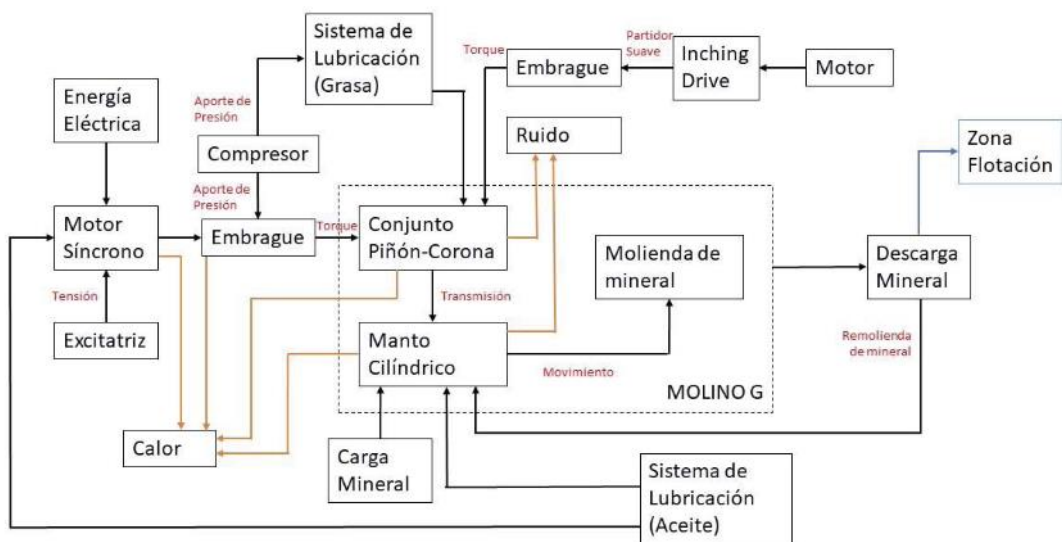 Sistema de
Lubricación
(Grasa)
Torque
Embrague
Partidor
Suave
Inching
Drive
Motor
Energía
Eléctrica
Aporte de
Presión
Compresor
Ruido
Zona
Flotación
Aporte de
Presión
Motor
Síncrono
Embrague
Torque
Conjunto
Piñón-Corona
Molienda de
mineral
Descarga
Mineral
Tensión
Transmisión
Excitatriz
Manto
Cilíndrico
Movimiento
MOLINO G
Remolienda
de mineral
Calor
Carga
Mineral
Sistema de
Lubricación
(Aceite)